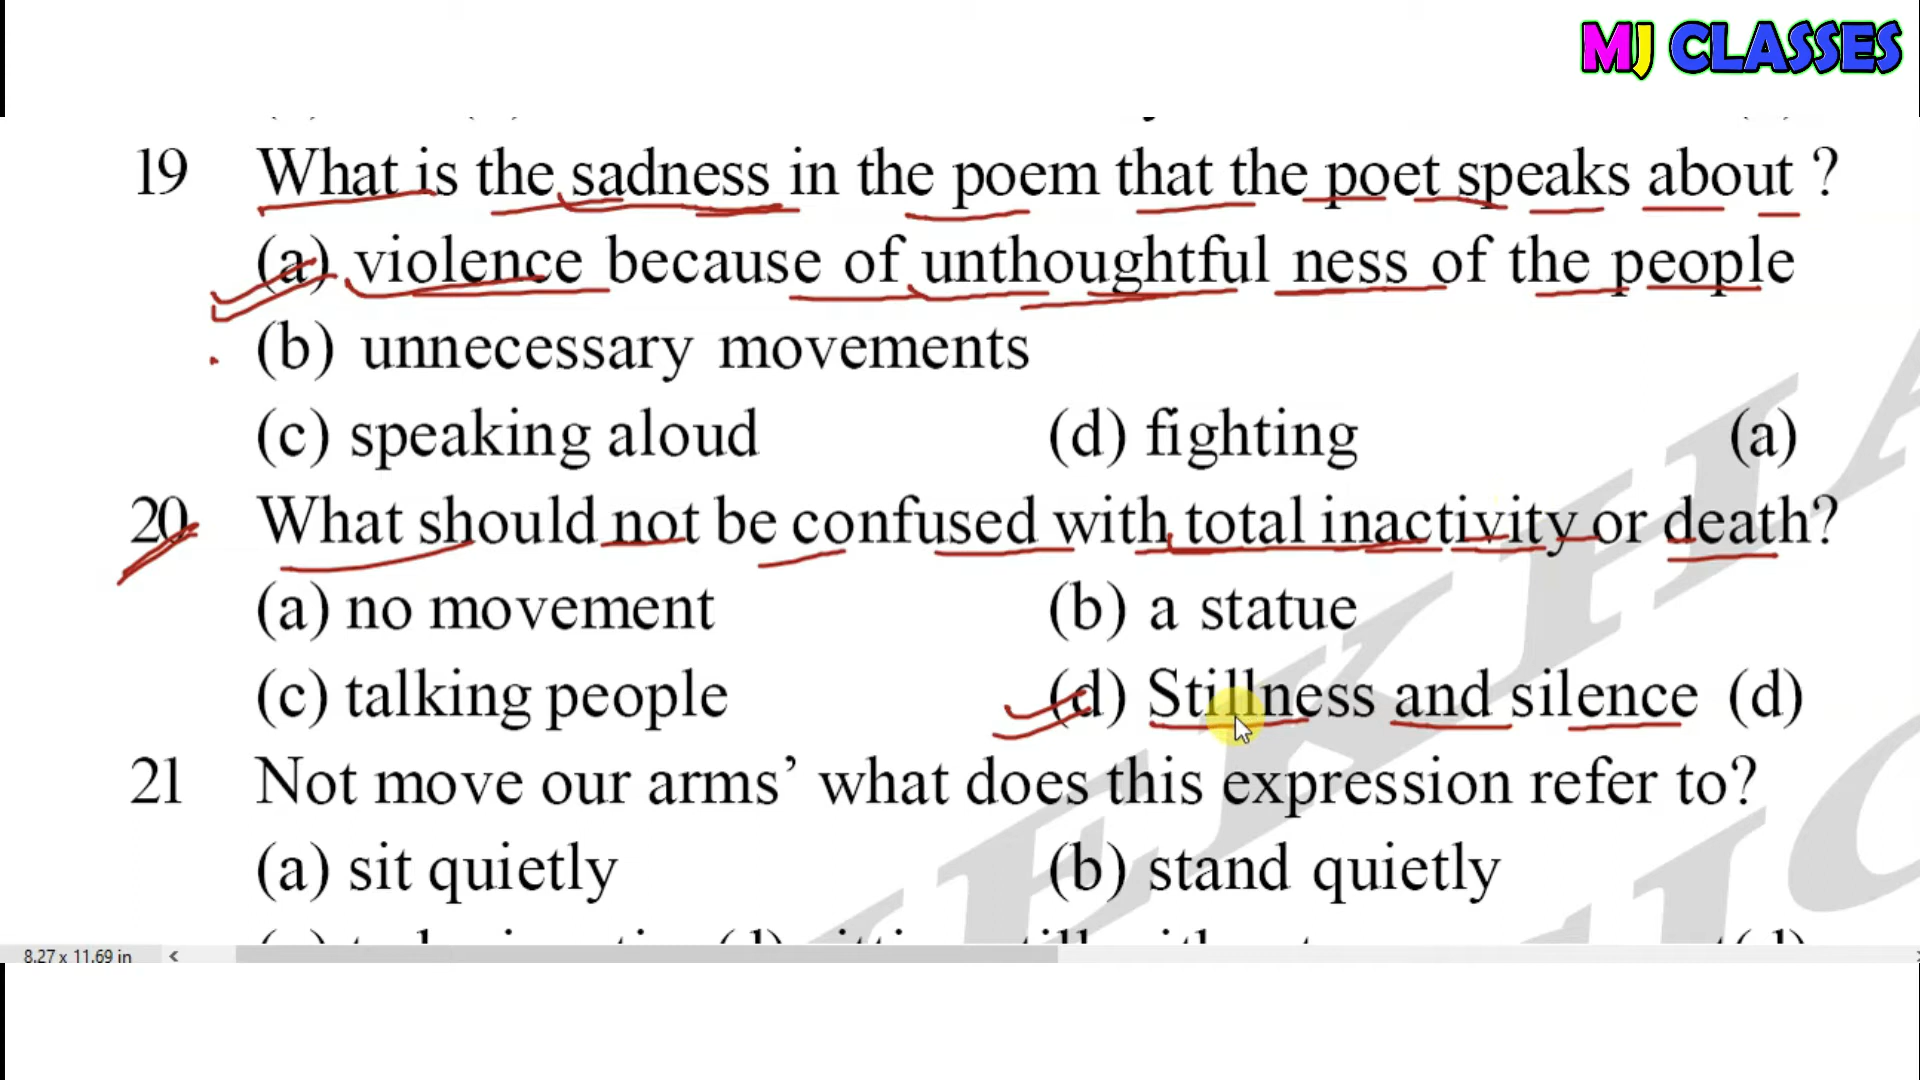 MJ CLASSES
19 What is the sadness in the poem that the poet speaks about ?
(a) violence because of unthoughtful ness of the people
(b) unnecessary movements
(c) speaking aloud (d) fighting (a)
20 What should not be confused with total inactivity or death?
(a) no movement (b) a statue
(c) talking people (d) Stillness and silence (d)
21 Not move our arms’ what does this expression refer to?
(a) sit quietly (b) stand quietly
8.27 x 11.69 in